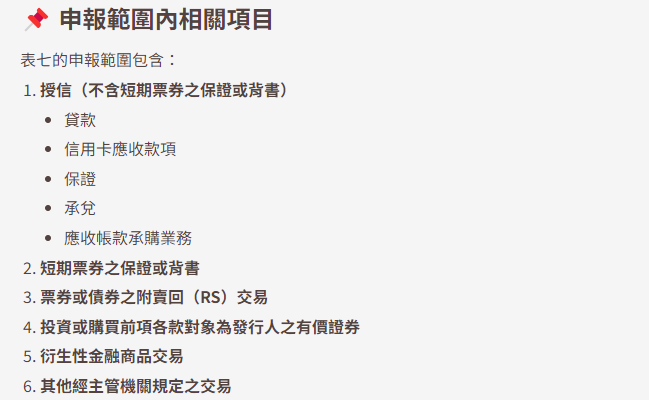 📌 申報範圍內相關項目
表七的申報範圍包含：
1. 授信（不含短期票券之保證或背書）
• 貸款
• 信用卡應收款項
• 保證
• 承兌
• 應收帳款承購業務
2. 短期票券之保證或背書
3. 票券或債券之附賣回（RS）交易
4. 投資或購買前項各款對象為發行人之有價證券
5. 衍生性金融商品交易
6. 其他經主管機關規定之交易